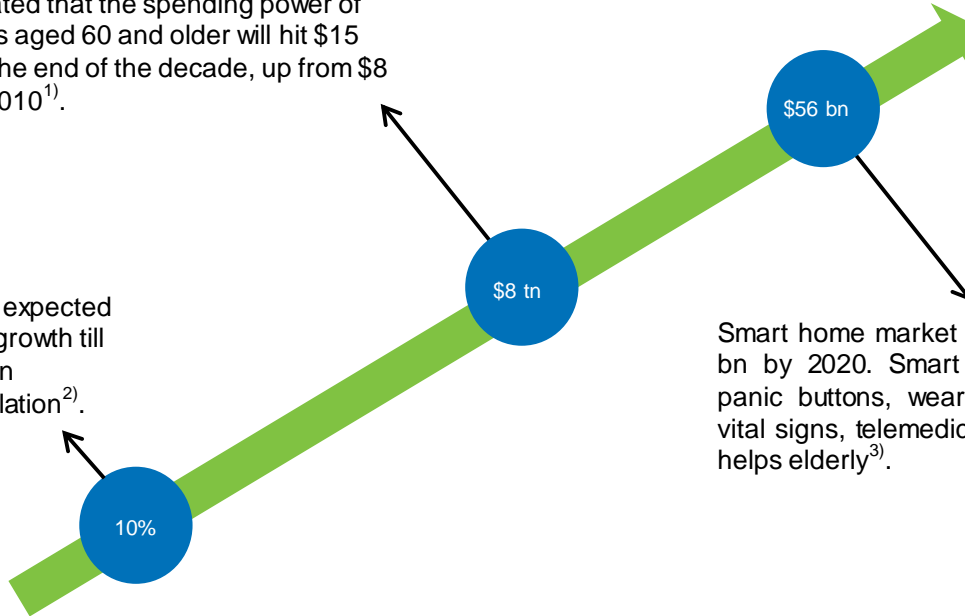 ated that the spending power of
s aged 60 and older will hit $15
he end of the decade, up from $8
010¹⁾.
$56 bn
$8 tn
expected
growth till
n
lation²⁾.
Smart home market
bn by 2020. Smart
panic buttons, wear
vital signs, telemedic
helps elderly³⁾.
10%